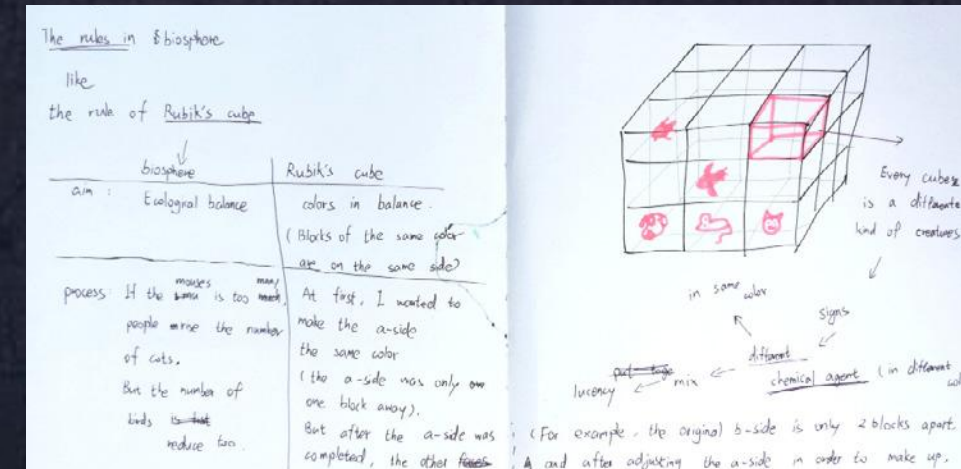 The rules in biosphere
like
the rule of Rubik's cube
biosphere
Rubik's cube
aim :
Ecological balance
colors in balance.
(Blocks of the same color
are on the same side)
process: If the mouses is too many,
people the number
of cats.
But the number of
birds
reduce too.
At first, I wanted to
make the a-side
the same color
(the a-side was only
one block away).
But after the a-side was
completed, the other faces
Every cubes
is a different
kind of creatures
signs
different
chemical agent (in different
mix
put
lucency
in same color
(For example, the original b-side is only 2 blocks apart.
and after adjusting the a-side in order to make up,